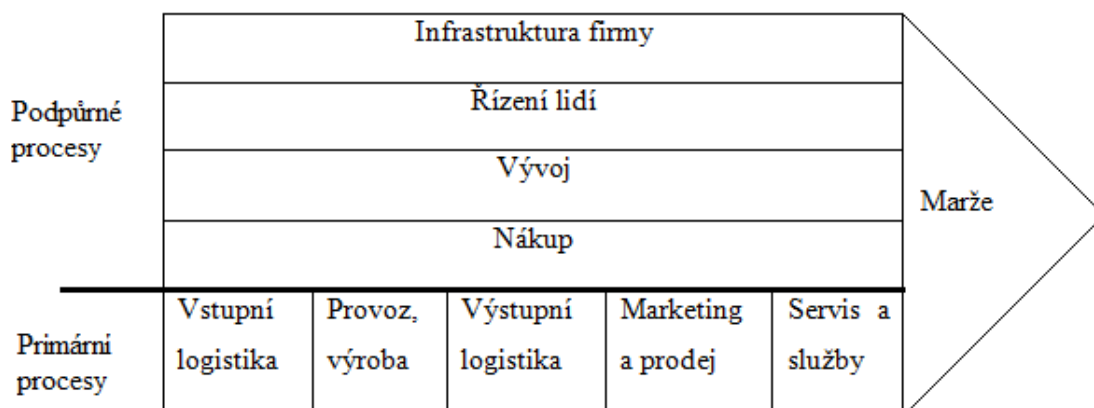 Infrastruktura firmy
Řízení lidí
Podpůrné
procesy
Vývoj
Marže
Nákup
Vstupní
logistika
Provoz,
výroba
Výstupní
logistika
Marketing
a prodej
Servis a
služby
Primární
procesy